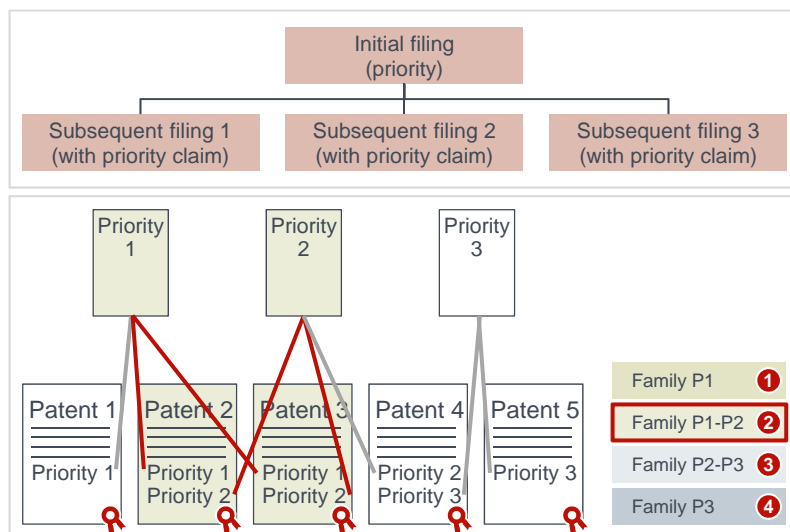 Initial filing
(priority)
Subsequent filing 1
(with priority claim)
Subsequent filing 2
(with priority claim)
Subsequent filing 3
(with priority claim)
Priority
1
Priority
2
Priority
3
Patent 1
Priority 1
Patent 2
Priority 1
Priority 2
Patent 3
Priority 1
Priority 2
Patent 4
Priority 2
Priority 3
Patent 5
Priority 3
Family P1 1
Family P1-P2 2
Family P2-P3 3
Family P3 4